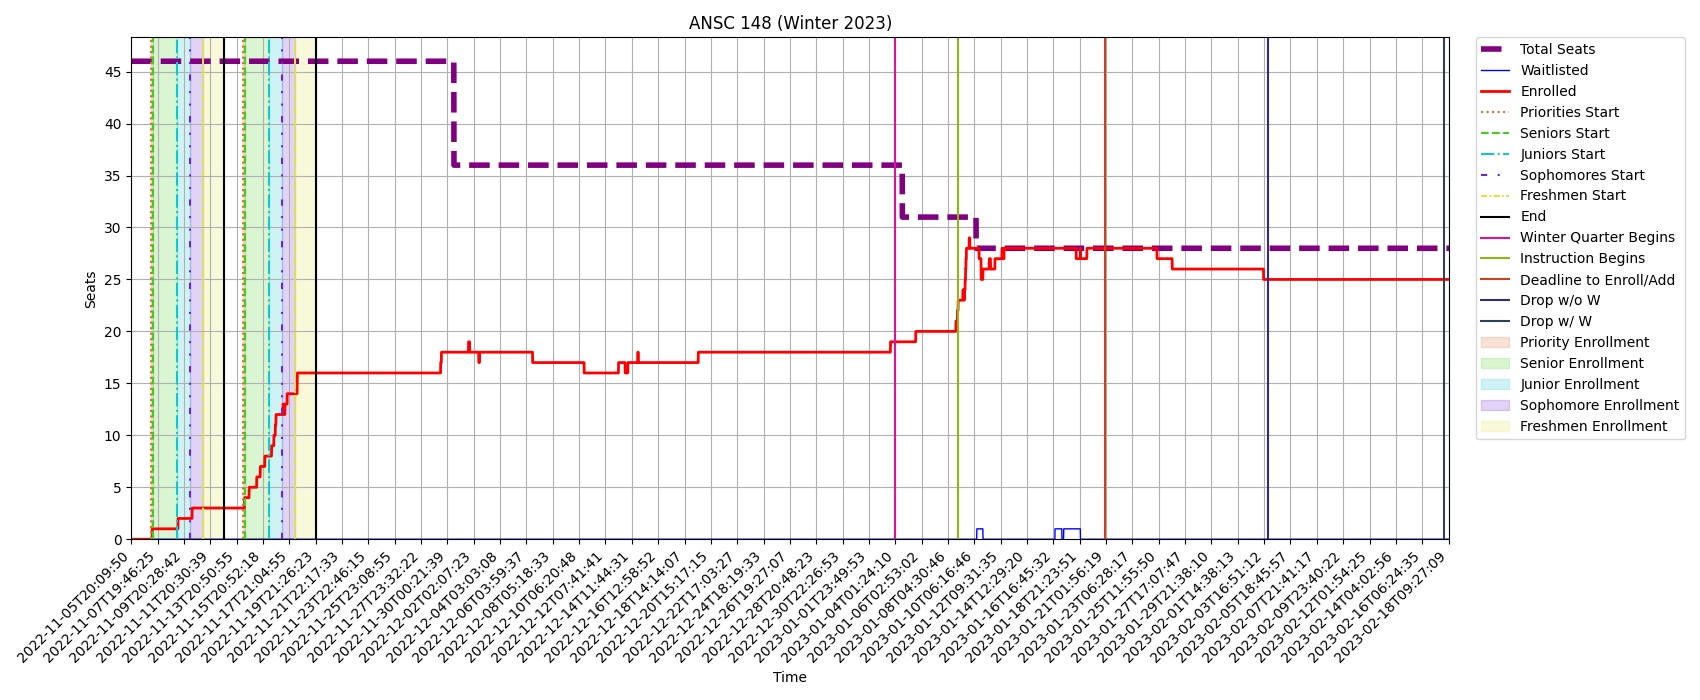 ANSC 148 (Winter 2023)
Seats
45
40
35
30
25
20
15
10
5
0
2022-11-05T20:09:50
2022-11-07T19:46:25
2022-11-09T20:28:42
2022-11-11T20:30:39
2022-11-13T20:50:55
2022-11-15T20:52:18
2022-11-17T21:04:55
2022-11-19T21:26:23
2022-11-21T22:17:33
2022-11-23T22:46:15
2022-11-25T23:08:55
2022-11-27T23:32:22
2022-11-30T00:21:39
2022-12-02T02:07:23
2022-12-04T03:03:08
2022-12-06T03:59:37
2022-12-08T05:18:33
2022-12-10T06:20:48
2022-12-12T07:41:41
2022-12-14T11:44:31
2022-12-16T12:58:52
2022-12-18T14:14:07
2022-12-20T15:17:15
2022-12-22T17:03:27
2022-12-24T18:19:33
2022-12-26T19:27:07
2022-12-28T20:48:23
2022-12-30T22:26:53
2023-01-01T23:49:53
2023-01-04T01:24:10
2023-01-06T02:53:02
2023-01-08T04:30:46
2023-01-10T06:16:46
2023-01-12T09:31:35
2023-01-14T12:29:20
2023-01-16T16:45:32
2023-01-18T21:23:51
2023-01-21T01:56:19
2023-01-23T06:28:17
2023-01-25T11:55:50
2023-01-27T17:07:47
2023-01-29T21:38:10
2023-02-01T14:38:13
2023-02-03T16:51:12
2023-02-05T18:45:57
2023-02-07T21:41:17
2023-02-09T23:40:22
2023-02-12T01:54:25
2023-02-14T04:02:56
2023-02-16T06:24:35
2023-02-18T09:27:09
Time
Total Seats
Waitlisted
Enrolled
Priorities Start
Seniors Start
Juniors Start
Sophomores Start
Freshmen Start
End
Winter Quarter Begins
Instruction Begins
Deadline to Enroll/Add
Drop w/o W
Drop w/ W
Priority Enrollment
Senior Enrollment
Junior Enrollment
Sophomore Enrollment
Freshmen Enrollment